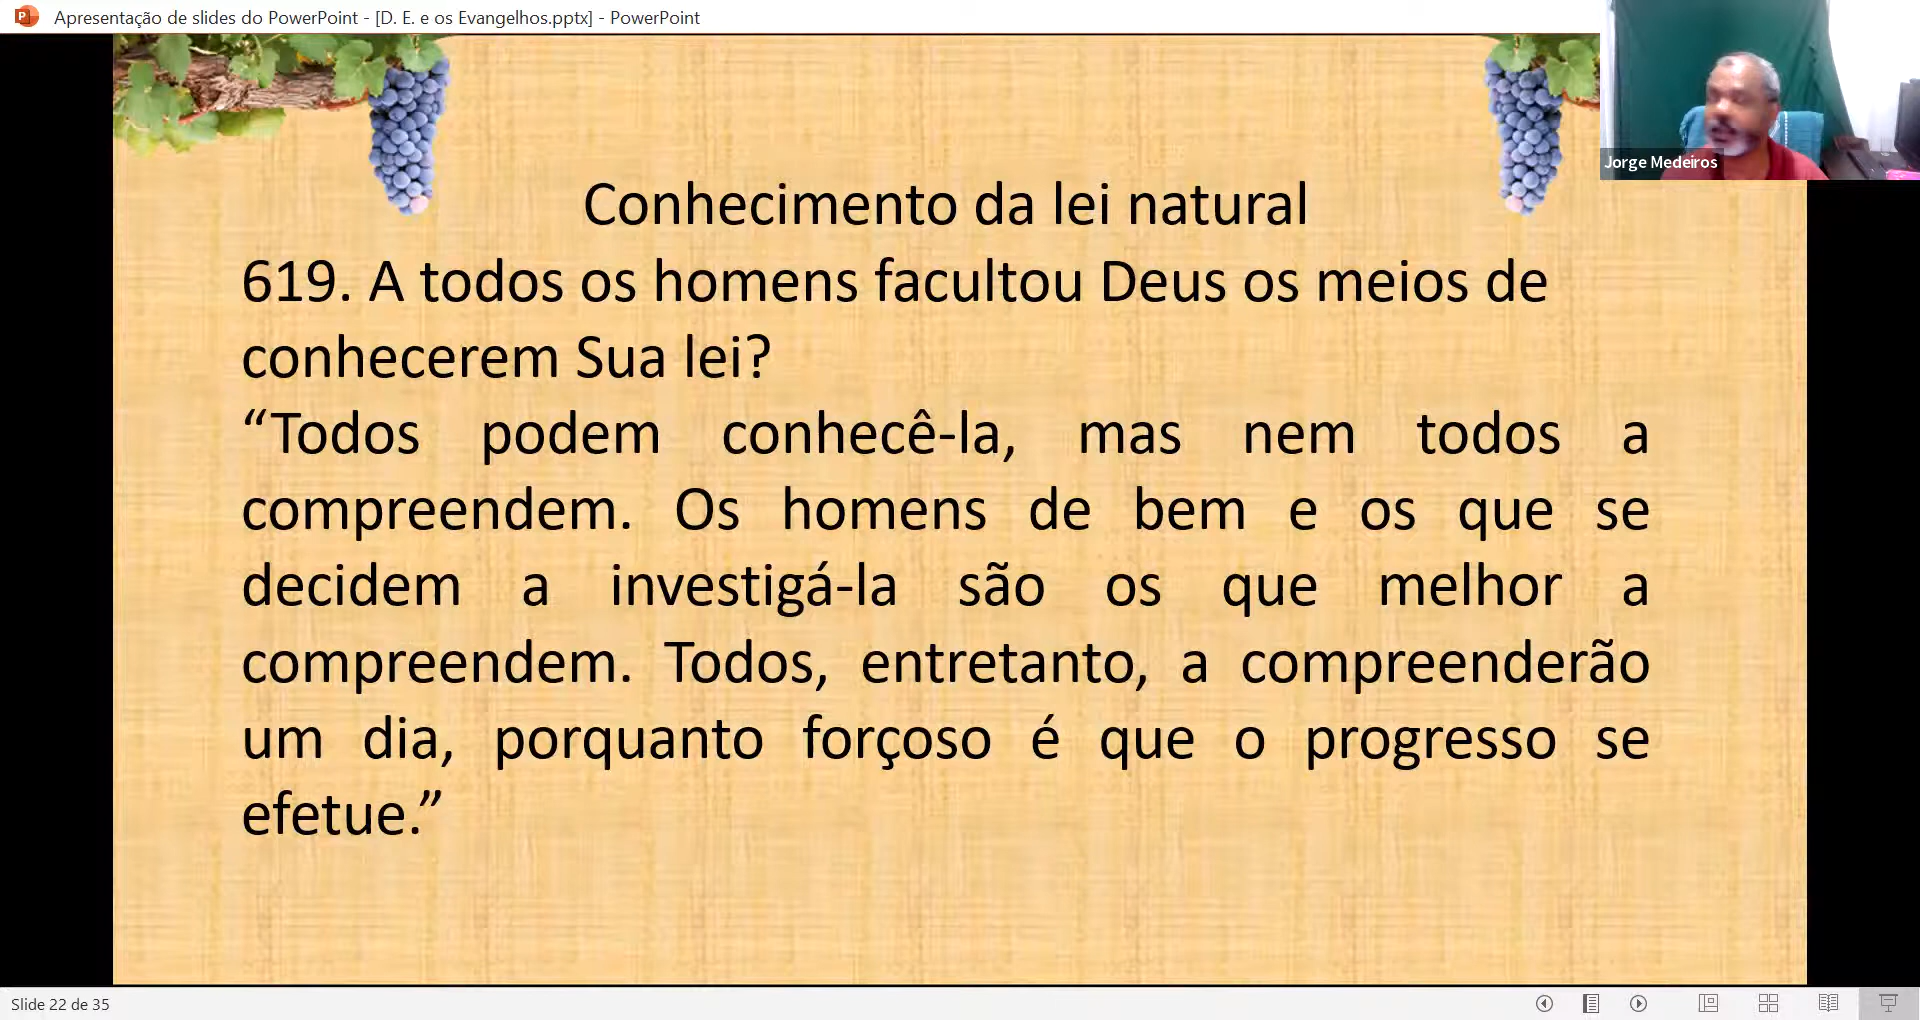 Apresentação de slides do PowerPoint - [D. E. e os Evangelhos.pptx] - PowerPoint
Jorge Medeiros
Conhecimento da lei natural
619. A todos os homens facultou Deus os meios de
conhecerem Sua lei?
“Todos podem conhecê-la, mas nem todos a
compreendem. Os homens de bem e os que se
decidem a investigá-la são os que melhor a
compreendem. Todos, entretanto, a compreenderão
um dia, porquanto forçoso é que o progresso se
efetue.”
Slide 22 de 35